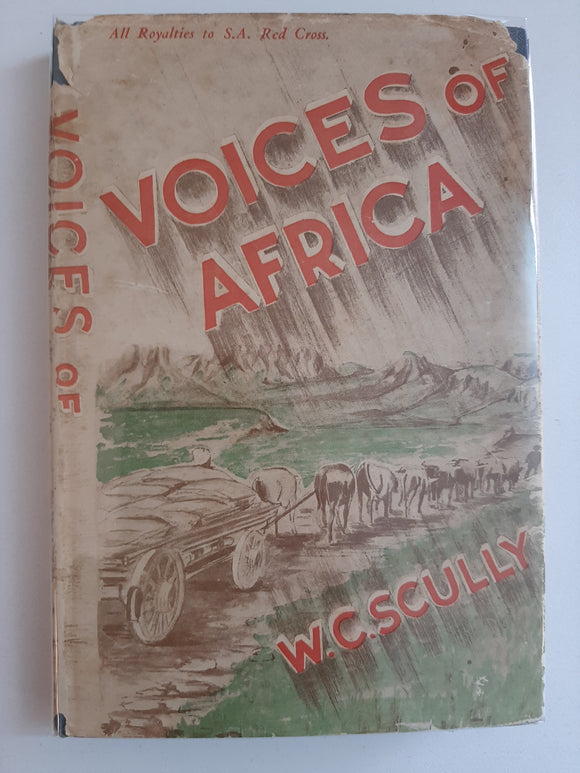 All Royalties to S.A. Red Cross.
VOICES OF
AFRICA
W.C.SCULLY
VOICES OF